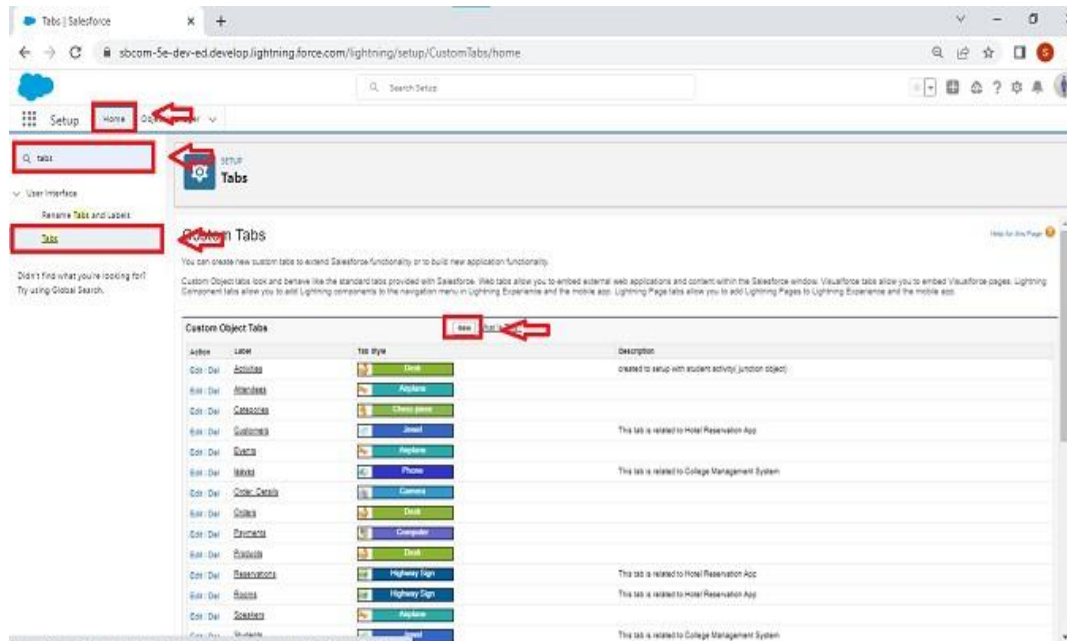 Tabs | Salesforce
sbcom-5e-dev-ed.develop.lightning.force.com/lightning/setup/CustomTabs/home
S
Search Setup
Setup Home
tabs
SETUP
Tabs
User Interface
Rename Tabs and Labels
Tabs
Didn't find what you're looking for?
Try using Global Search.
Custom Tabs
Help for this Page
You can create new custom tabs to extend Salesforce functionality or to build new application functionality.
Custom Object tabs look and behave like the standard tabs provided with Salesforce. Web tabs allow you to embed external web applications and content within the Salesforce window. Visualforce tabs allow you to embed Visualforce pages. Lightning
Component tabs allow you to add Lightning components to the navigation menu in Lightning Experience and the mobile app. Lightning Page tabs allow you to add Lightning Pages to Lightning Experience and the mobile app.
Custom Object Tabs New What Is
Action Label Tab Style Description
Edit | Del Activities Desk created to setup with student activity( junction object)
Edit | Del Attendees Airplane
Edit | Del Categories Chess piece
Edit | Del Customers Jewel This tab is related to Hotel Reservation App
Edit | Del Events Airplane
Edit | Del Phone This tab is related to College Management System
Edit | Del Order_Details Camera
Edit | Del Orders Desk
Edit | Del Payments Computer
Edit | Del Products Desk
Edit | Del Reservations Highway Sign This tab is related to Hotel Reservation App
Edit | Del Rooms Highway Sign This tab is related to Hotel Reservation App
Edit | Del Speakers Airplane
Edit | Del Students Jewel This tab is related to College Management System